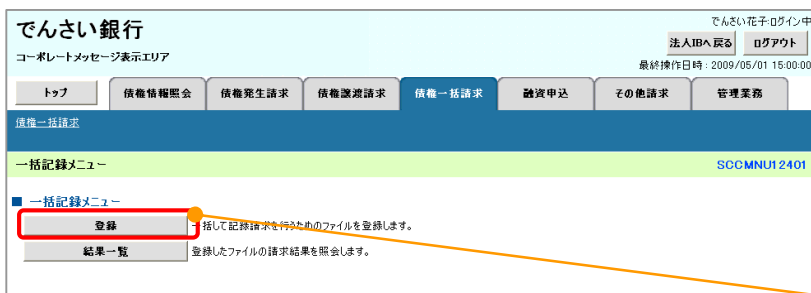 でんさい銀行
コーポレートメッセージ表示エリア
でんさい花子:ログイン中
法人IBへ戻る ログアウト
最終操作日時：2009/05/01 15:00:00
トップ 債権情報照会 債権発生請求 債権譲渡請求 債権一括請求 融資申込 その他請求 管理業務
債権一括請求
一括記録メニュー SCCMNU12401
■ 一括記録メニュー
登録 一括して記録請求を行うためのファイルを登録します。
結果一覧 登録したファイルの請求結果を照会します。